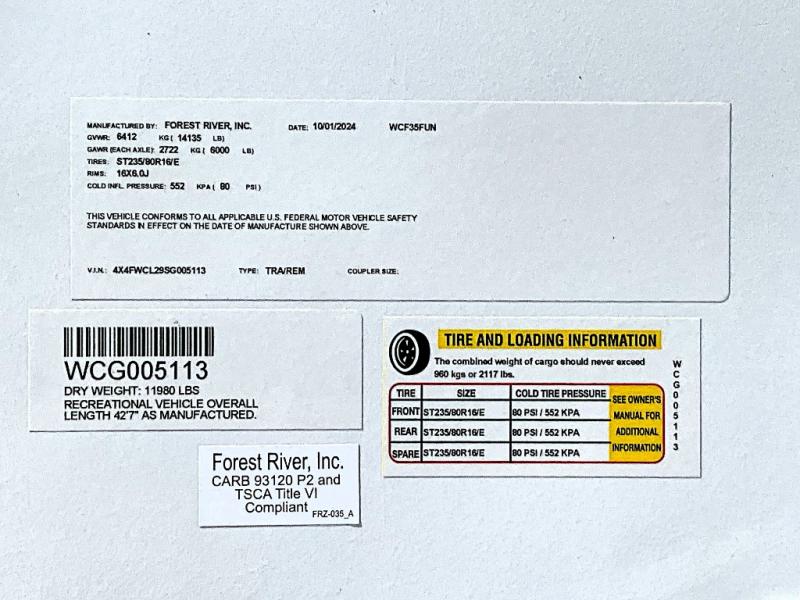 MANUFACTURED BY: FOREST RIVER, INC. DATE: 10/01/2024 WCF35FUN
GVWR: 6412 KG( 14135 LB)
GAWR (EACH AXLE): 2722 KG ( 6000 LB)
TIRES: ST235/80R16/E
RIMS: 16X6.0J
COLD INFL. PRESSURE: 552 KPA ( 80 PSI )
THIS VEHICLE CONFORMS TO ALL APPLICABLE U.S. FEDERAL MOTOR VEHICLE SAFETY
STANDARDS IN EFFECT ON THE DATE OF MANUFACTURE SHOWN ABOVE.
V.I.N.: 4X4FWCL29SG005113 TYPE: TRA/REM COUPLER SIZE:
WCG005113
DRY WEIGHT: 11980 LBS
RECREATIONAL VEHICLE OVERALL
LENGTH 42'7" AS MANUFACTURED.
TIRE AND LOADING INFORMATION
The combined weight of cargo should never exceed
960 kgs or 2117 lbs.
TIRE SIZE COLD TIRE PRESSURE
FRONT ST235/80R16/E 80 PSI / 552 KPA
REAR ST235/80R16/E 80 PSI / 552 KPA
SPARE ST235/80R16/E 80 PSI / 552 KPA
SEE OWNER'S
MANUAL FOR
ADDITIONAL
INFORMATION
WCG005113
Forest River, Inc.
CARB 93120 P2 and
TSCA Title VI
Compliant FRZ-035_A